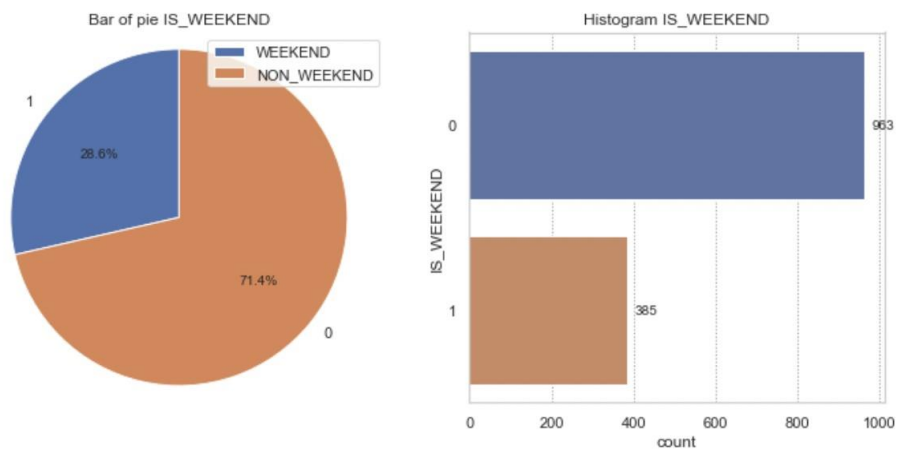 Bar of pie IS_WEEKEND
WEEKEND
NON_WEEKEND
1
28.6%
71.4%
0
Histogram IS_WEEKEND
IS_WEEKEND
0
963
1
385
0 200 400 600 800 1000
count